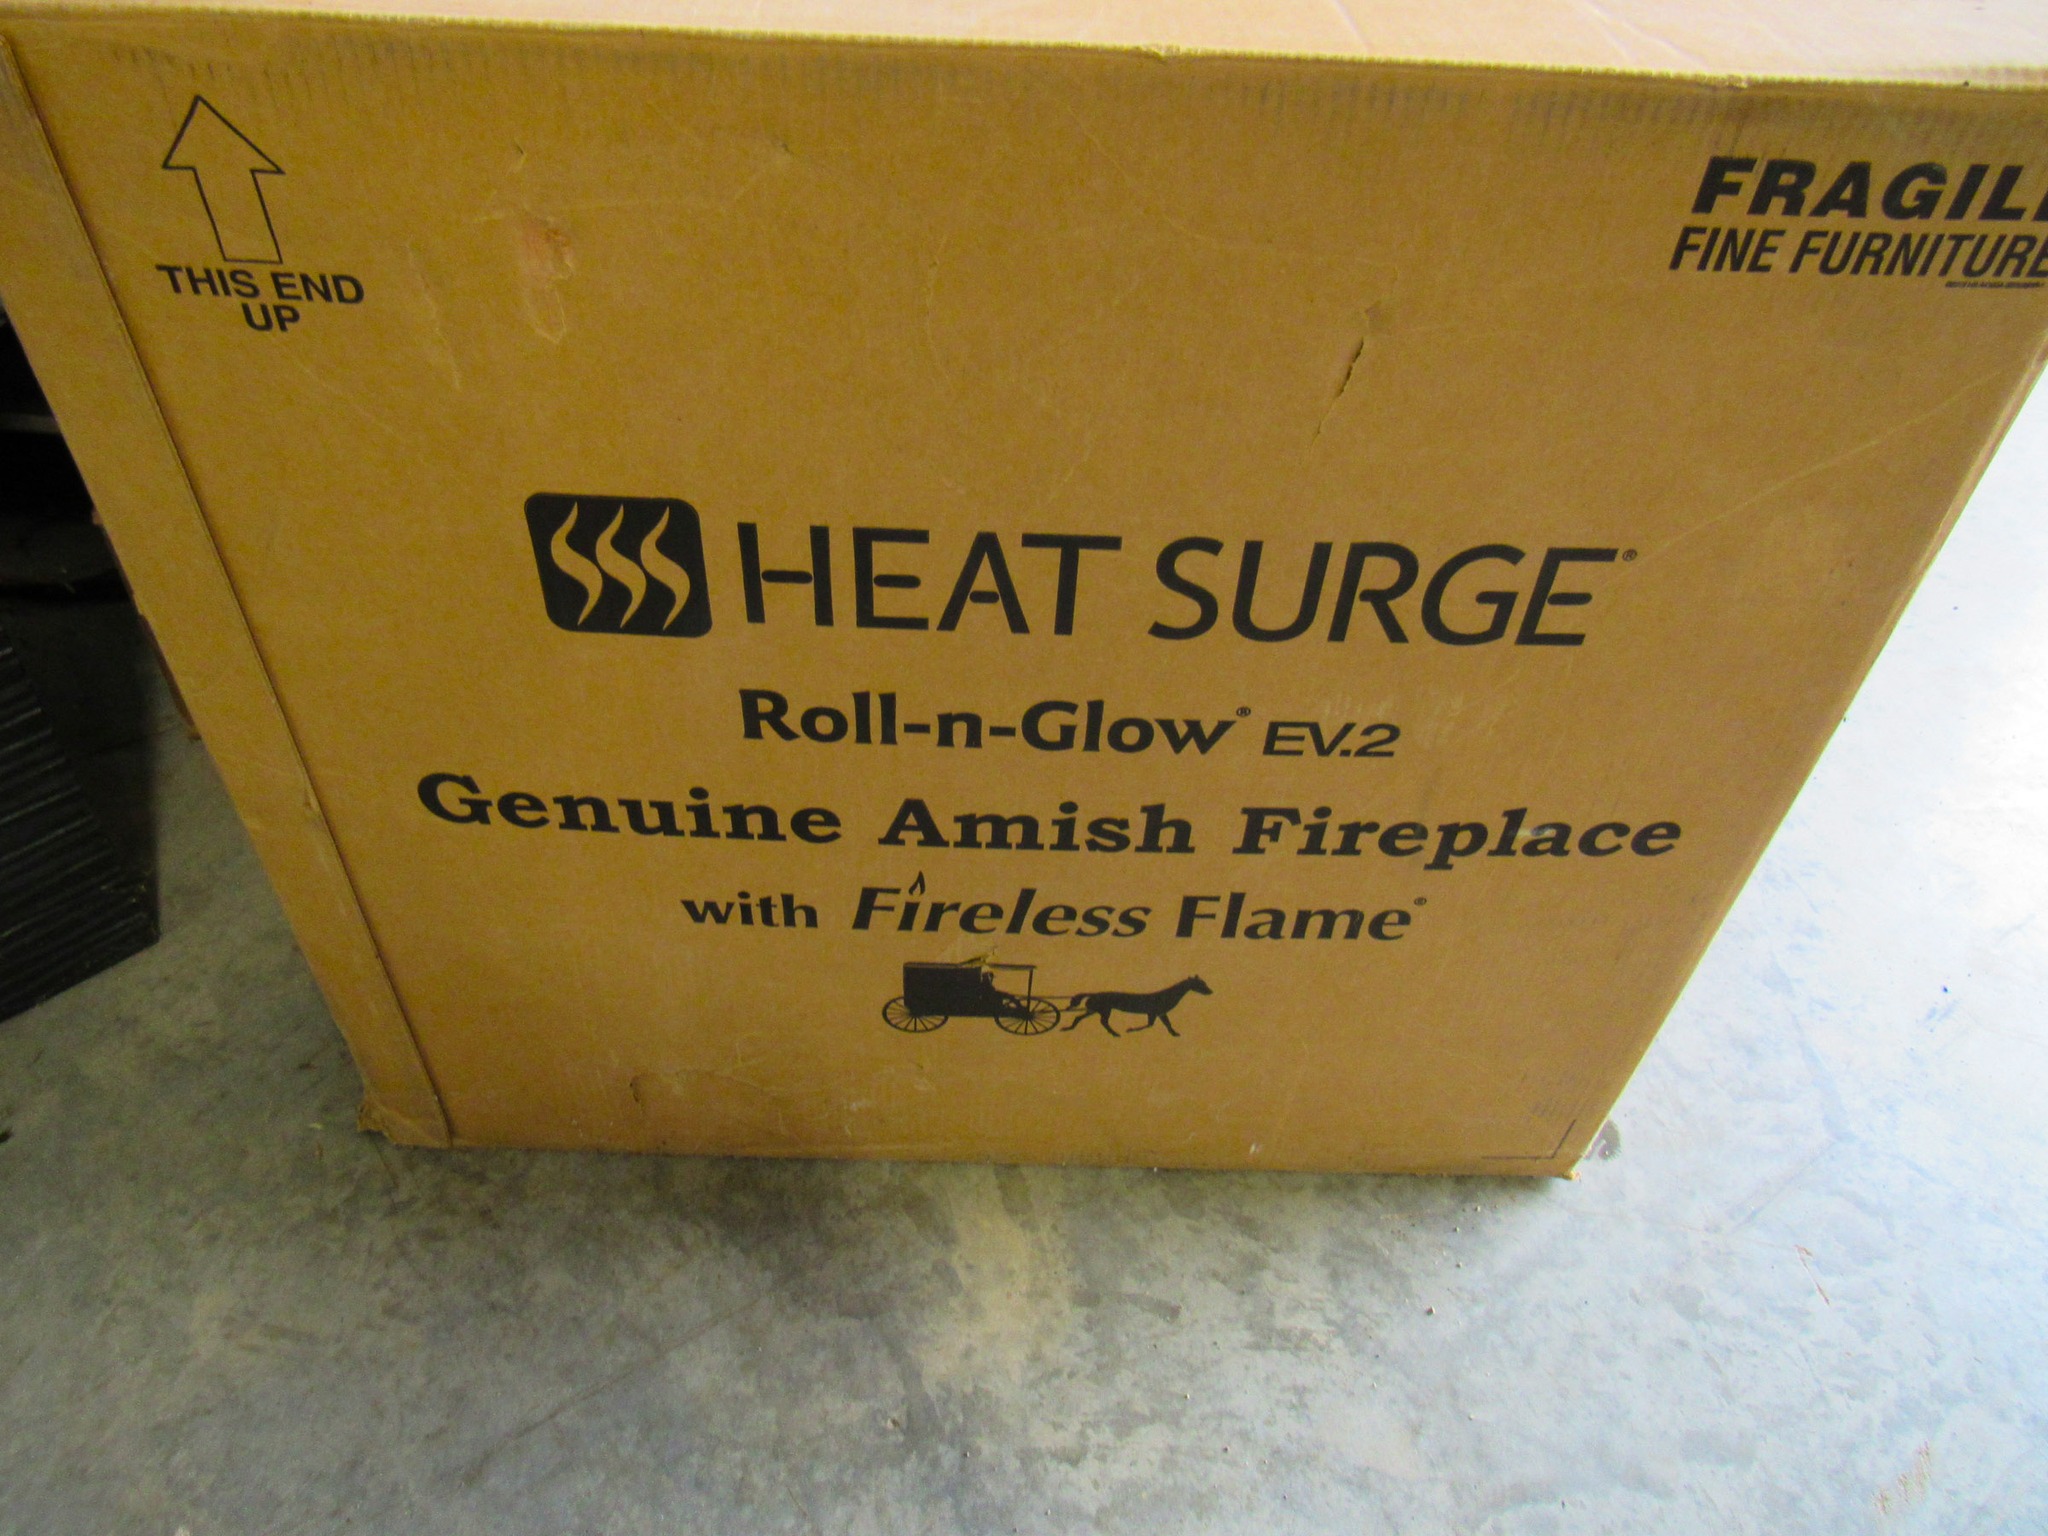 THIS END
UP
FRAGIL
FINE FURNITURE
HEAT SURGE®
Roll-n-Glow® EV.2
Genuine Amish Fireplace
with Fireless Flame®